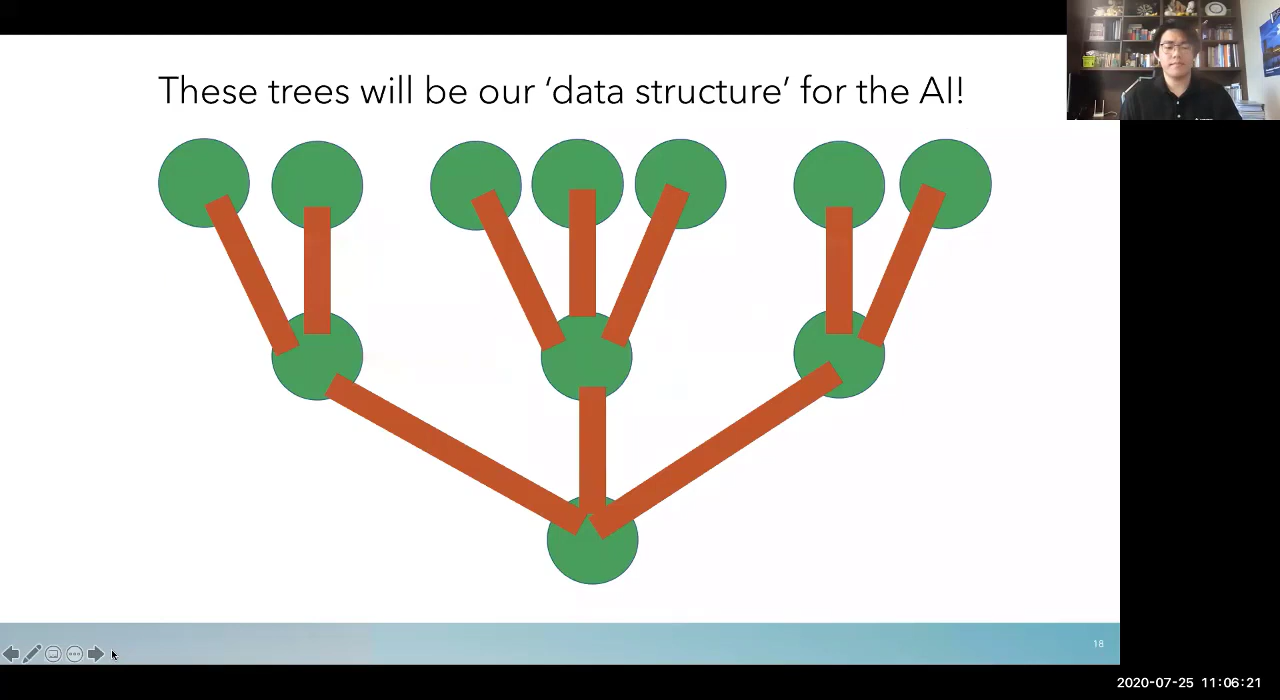 These trees will be our ‘data structure’ for the AI!
18
2020-07-25 11:06:21